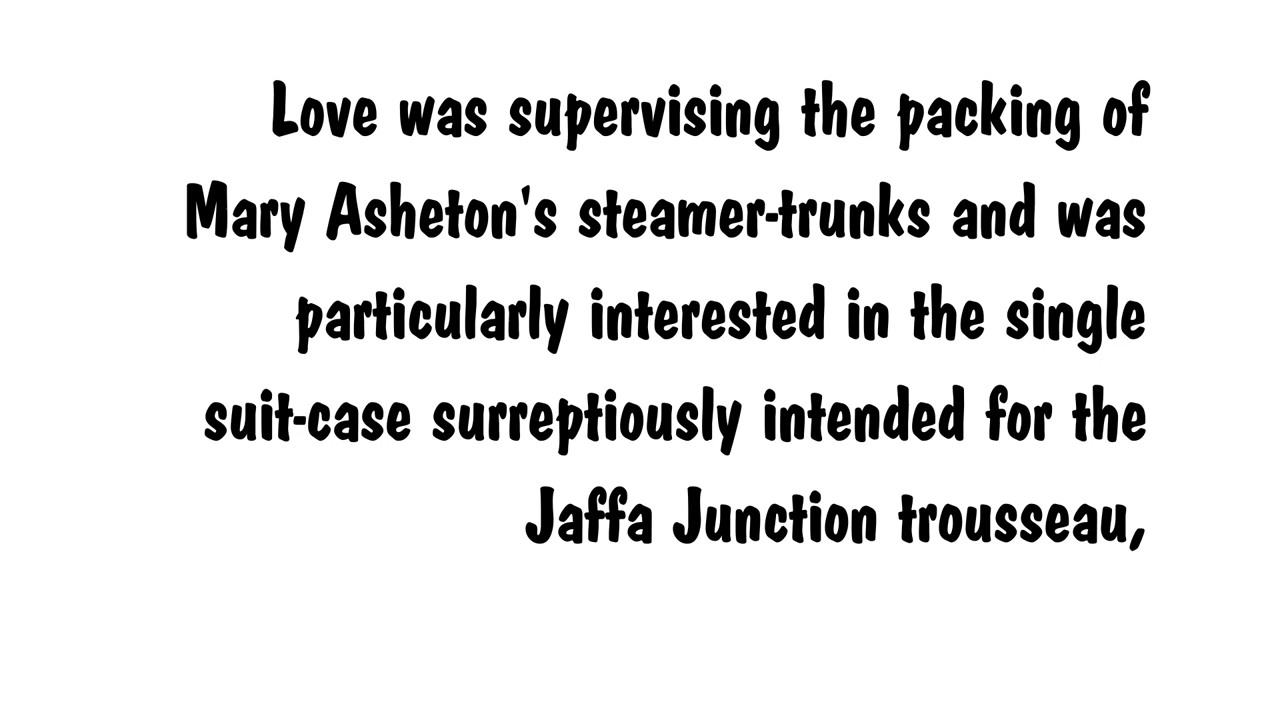 Love was supervising the packing of
Mary Asheton's steamer-trunks and was
particularly interested in the single
suit-case surreptiously intended for the
Jaffa Junction trousseau,